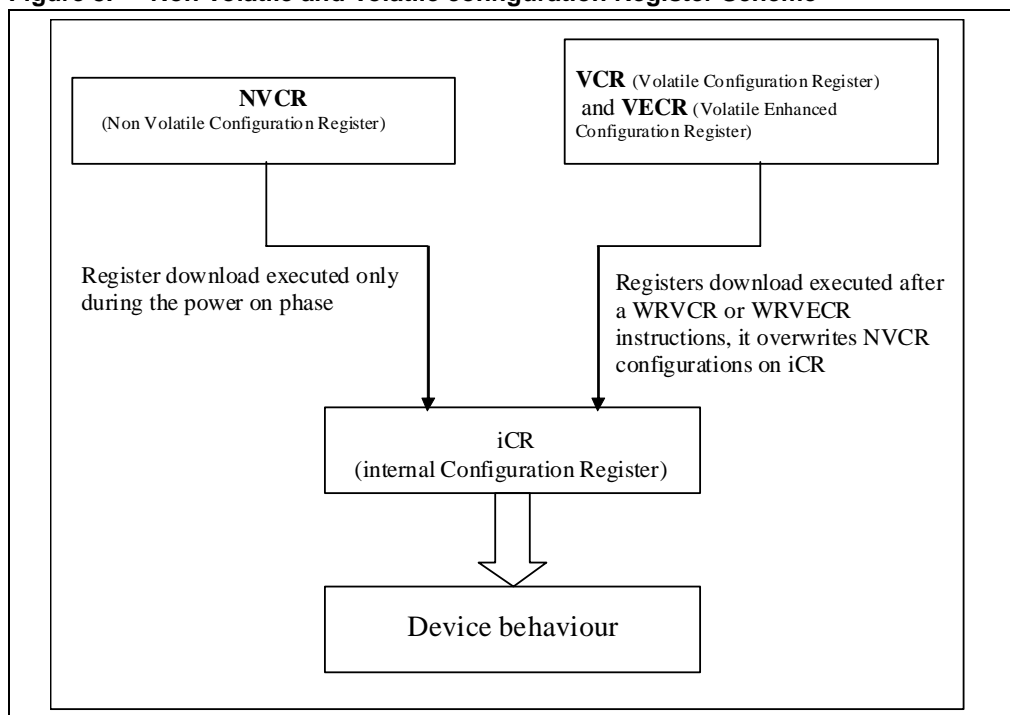 NVCR
(Non Volatile Configuration Register)
VCR (Volatile Configuration Register)
and VECR (Volatile Enhanced
Configuration Register)
Register download executed only
during the power on phase
Registers download executed after
a WRVCR or WRVECR
instructions, it overwrites NVCR
configurations on iCR
iCR
(internal Configuration Register)
Device behaviour